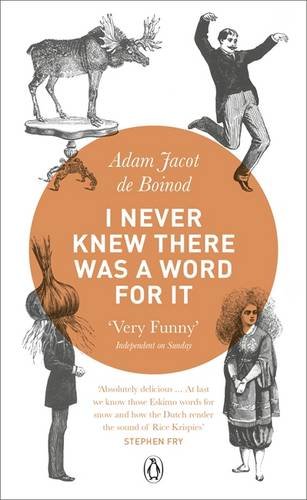 Adam Jacot
de Boinod
I NEVER
KNEW THERE
WAS A WORD
FOR IT
‘Very Funny’
Independent on Sunday
‘Absolutely delicious ... At last
we know those Eskimo words for
snow and how the Dutch render
the sound of Rice Krispies’
STEPHEN FRY